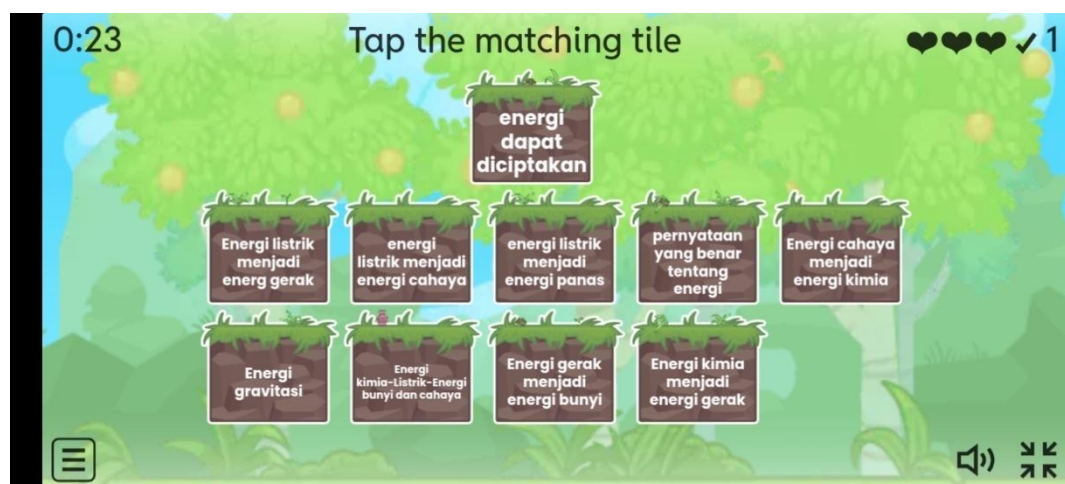 0:23
Tap the matching tile
1
energi
dapat
diciptakan
Energi listrik
menjadi
energ gerak
energi
listrik menjadi
energi cahaya
energi listrik
menjadi
energi panas
pernyataan
yang benar
tentang
energi
Energi cahaya
menjadi
energi kimia
Energi
gravitasi
Energi
kimia-Listrik-Energi
bunyi dan cahaya
Energi gerak
menjadi
energi bunyi
Energi kimia
menjadi
energi gerak